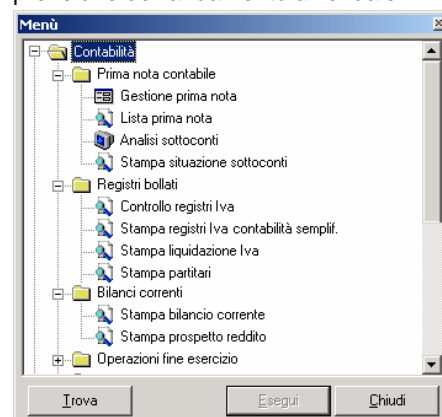 Menù
Contabilità
Prima nota contabile
Gestione prima nota
Lista prima nota
Analisi sottoconti
Stampa situazione sottoconti
Registri bollati
Controllo registri Iva
Stampa registri Iva contabilità semplif.
Stampa liquidazione Iva
Stampa partitari
Bilanci correnti
Stampa bilancio corrente
Stampa prospetto reddito
Operazioni fine esercizio
Trova Esegui Chiudi